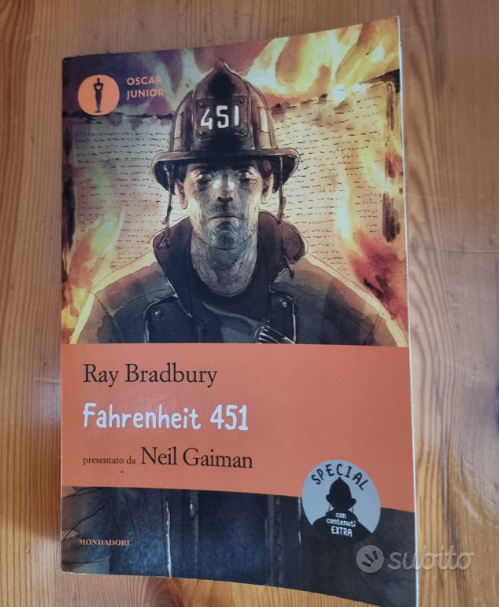 OSCAR
JUNIOR
451
Ray Bradbury
Fahrenheit 451
presentato da Neil Gaiman
SPECIAL
con
contenuti
EXTRA
MONDADORI
subito